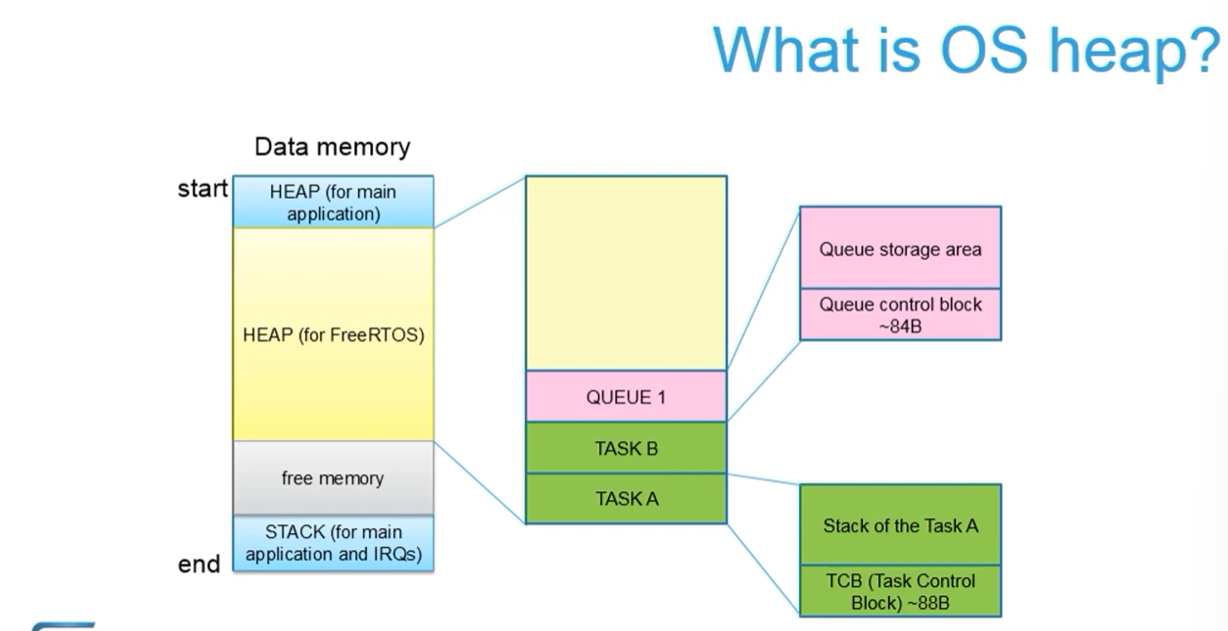 What is OS heap?
Data memory
start
HEAP (for main
application)
HEAP (for FreeRTOS)
free memory
STACK (for main
application and IRQs)
end
QUEUE 1
TASK B
TASK A
Queue storage area
Queue control block
~84B
Stack of the Task A
TCB (Task Control
Block) ~88B